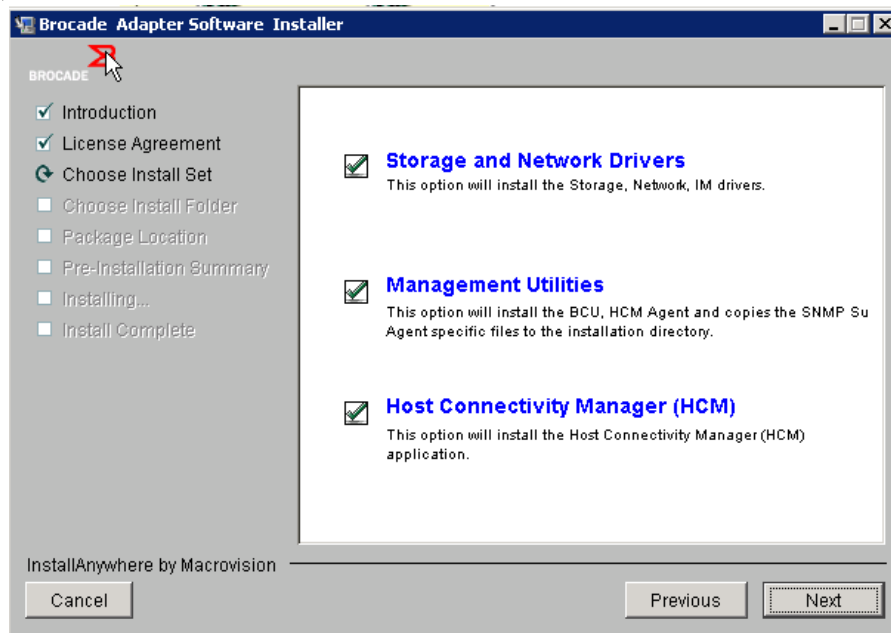 Brocade Adapter Software Installer
BROCADE
Introduction
License Agreement
Choose Install Set
Choose Install Folder
Package Location
Pre-Installation Summary
Installing...
Install Complete
Storage and Network Drivers
This option will install the Storage, Network, IM drivers.
Management Utilities
This option will install the BCU, HCM Agent and copies the SNMP Su
Agent specific files to the installation directory.
Host Connectivity Manager (HCM)
This option will install the Host Connectivity Manager (HCM)
application.
InstallAnywhere by Macrovision
Cancel
Previous
Next